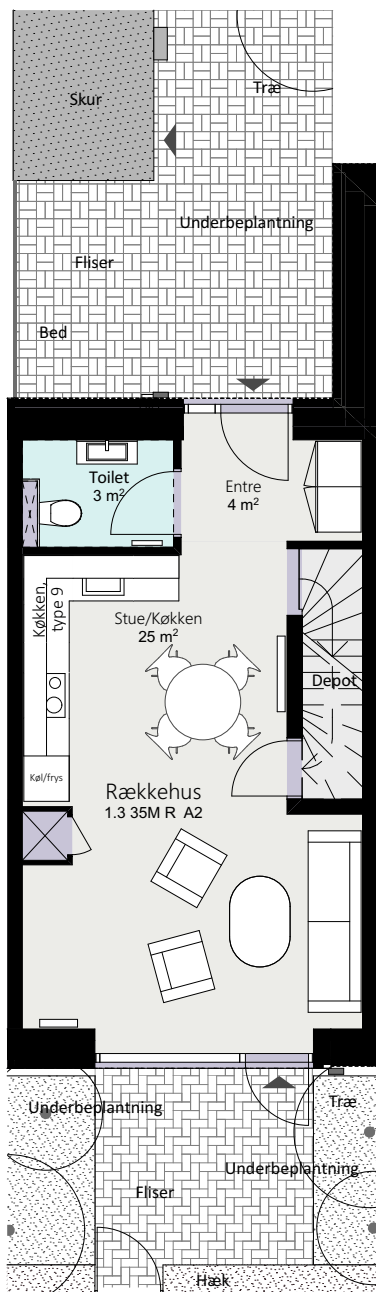 Skur
Træ
Underbeplantning
Fliser
Bed
Toilet
3 m²
Entre
4 m²
Køkken,
type 9
Stue/Køkken
25 m²
Depot
Køl/frys
Rækkehus
1.3 35M R A2
Underbeplantning
Træ
Underbeplantning
Fliser
Hæk